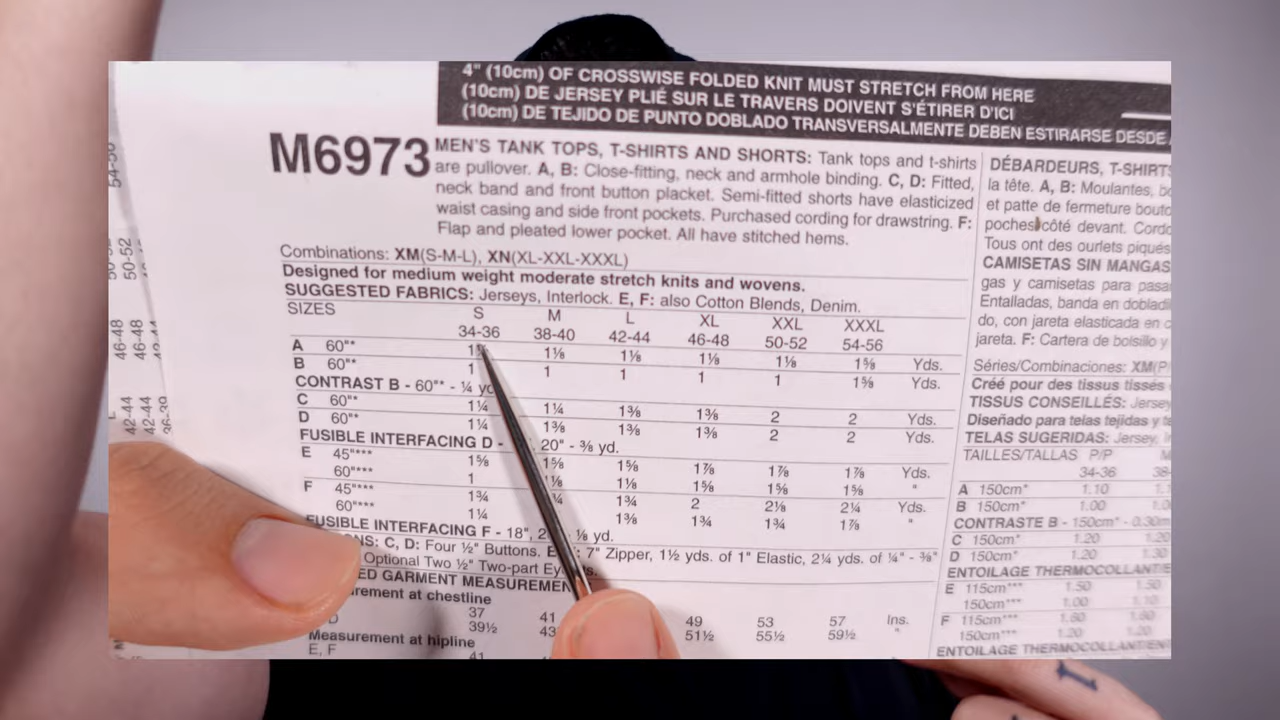 4" (10cm) OF CROSSWISE FOLDED KNIT MUST STRETCH FROM HERE
(10cm) DE JERSEY PLIÉ SUR LE TRAVERS DOIVENT S'ÉTIRER D'ICI
(10cm) DE TEJIDO DE PUNTO DOBLADO TRANSVERSALMENTE DEBEN ESTIRARSE DESDE
M6973
MEN'S TANK TOPS, T-SHIRTS AND SHORTS: Tank tops and t-shirts
are pullover. A, B: Close-fitting, neck and armhole binding. C, D: Fitted,
neck band and front button placket. Semi-fitted shorts have elasticized
waist casing and side front pockets. Purchased cording for drawstring. F:
Flap and pleated lower pocket. All have stitched hems.
Combinations: XM(S-M-L), XN(XL-XXL-XXXL)
Designed for medium weight moderate stretch knits and wovens.
SUGGESTED FABRICS: Jerseys, Interlock. E, F: also Cotton Blends, Denim.
SIZES S M L XL XXL XXXL
34-36 38-40 42-44 46-48 50-52 54-56
A 60"* 1⅛ 1⅛ 1⅛ 1⅛ 1⅝ Yds.
B 60"* 1 1 1 1 1 1⅝ Yds.
CONTRAST B - 60"* - ¼
C 60"* 1¼ 1¼ 1⅜ 1⅜ 2 2 Yds.
D 60"* 1¼ 1⅜ 1⅜ 1⅜ 2 2 Yds.
FUSIBLE INTERFACING D - 20" - ⅜ yd.
E 45"*** 1⅝ 1⅝ 1⅝ 1⅞ 1⅞ 1⅞ Yds.
60"*** 1 1⅛ 1⅛ 1⅝ 1⅝ 1⅝ "
F 45"*** 1¾ 1¾ 2 2⅛ 2¼ Yds.
60"*** 1¼ 1⅜ 1¾ 1¾ 1⅞ "
FUSIBLE INTERFACING F - 18", ⅛ yd.
C, D: Four ½" Buttons. 7" Zipper, 1½ yds. of 1" Elastic, 2¼ yds. of ¼" - ⅜"
Optional Two ½" Two-part
GARMENT
at chestline
37 41 49 53 57 Ins.
39½ 51½ 55½ 59½ "
Measurement at hipline
E, F
DÉBARDEURS, T-SHIRTS
la tête. A, B: Moulantes,
et patte de fermeture
poches côté devant.
Tous ont des ourlets piqués
CAMISETAS SIN MANGAS
gas y camisetas para
Entalladas, banda en
do, con jareta elasticada en
jareta. F: Cartera de bolsillo y
Séries/Combinaciones:
Créé pour des tissus tissés
TISSUS CONSEILLÉS: Jersey
Diseñado para telas tejidas y
TELAS SUGERIDAS: Jersey,
TAILLES/TALLAS P/P
34-36
A 150cm* 1.10
B 150cm* 1.00
CONTRASTE B - 150cm* - 0.30m
C 150cm* 1.20 1.20
D 150cm* 1.20 1.30
ENTOILAGE
E 115cm*** 1.50 1.50
150cm*** 1.00
F 115cm*** 1.60
150cm*** 1.20
ENTOILAGE
50-52
46-48
42-44
50-52
46-48
42-44
36-39